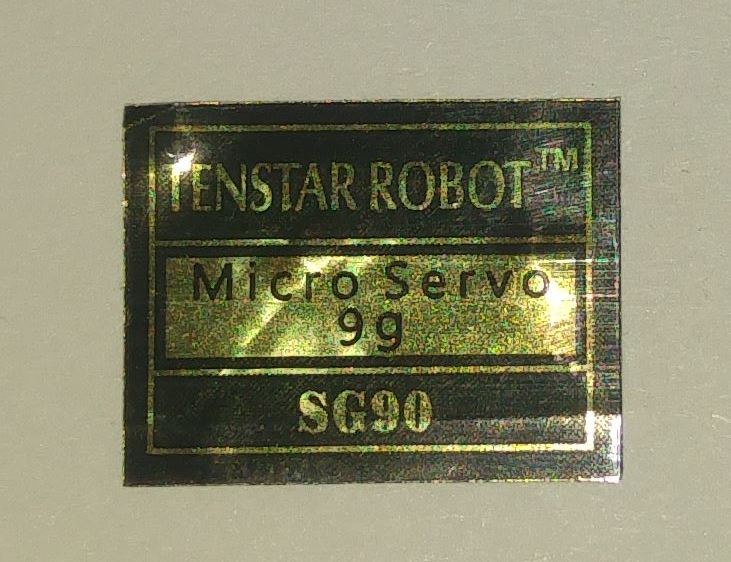 TENSTAR ROBOT™
Micro Servo
9g
SG90